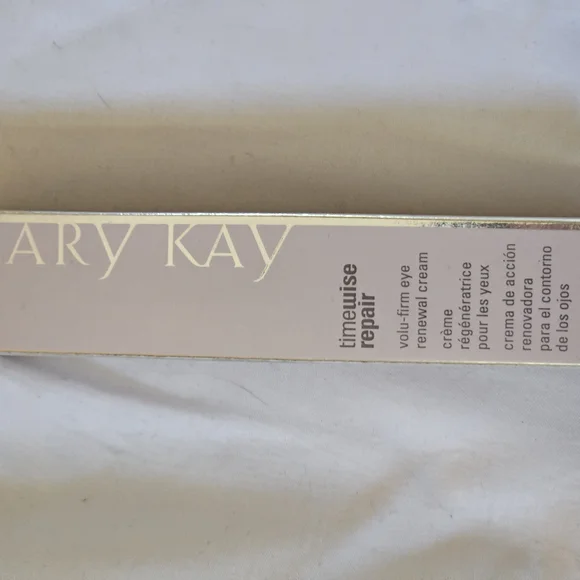 ARY KAY
timewise
repair
volu-firm eye
renewal cream
crème
régénératrice
pour les yeux
crema de acción
renovadora
para el contorno
de los ojos